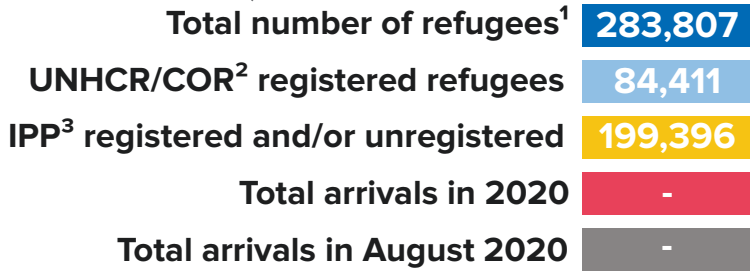 Total number of refugees¹ 283,807
UNHCR/COR² registered refugees 84,411
IPP³ registered and/or unregistered 199,396
Total arrivals in 2020 -
Total arrivals in August 2020 -